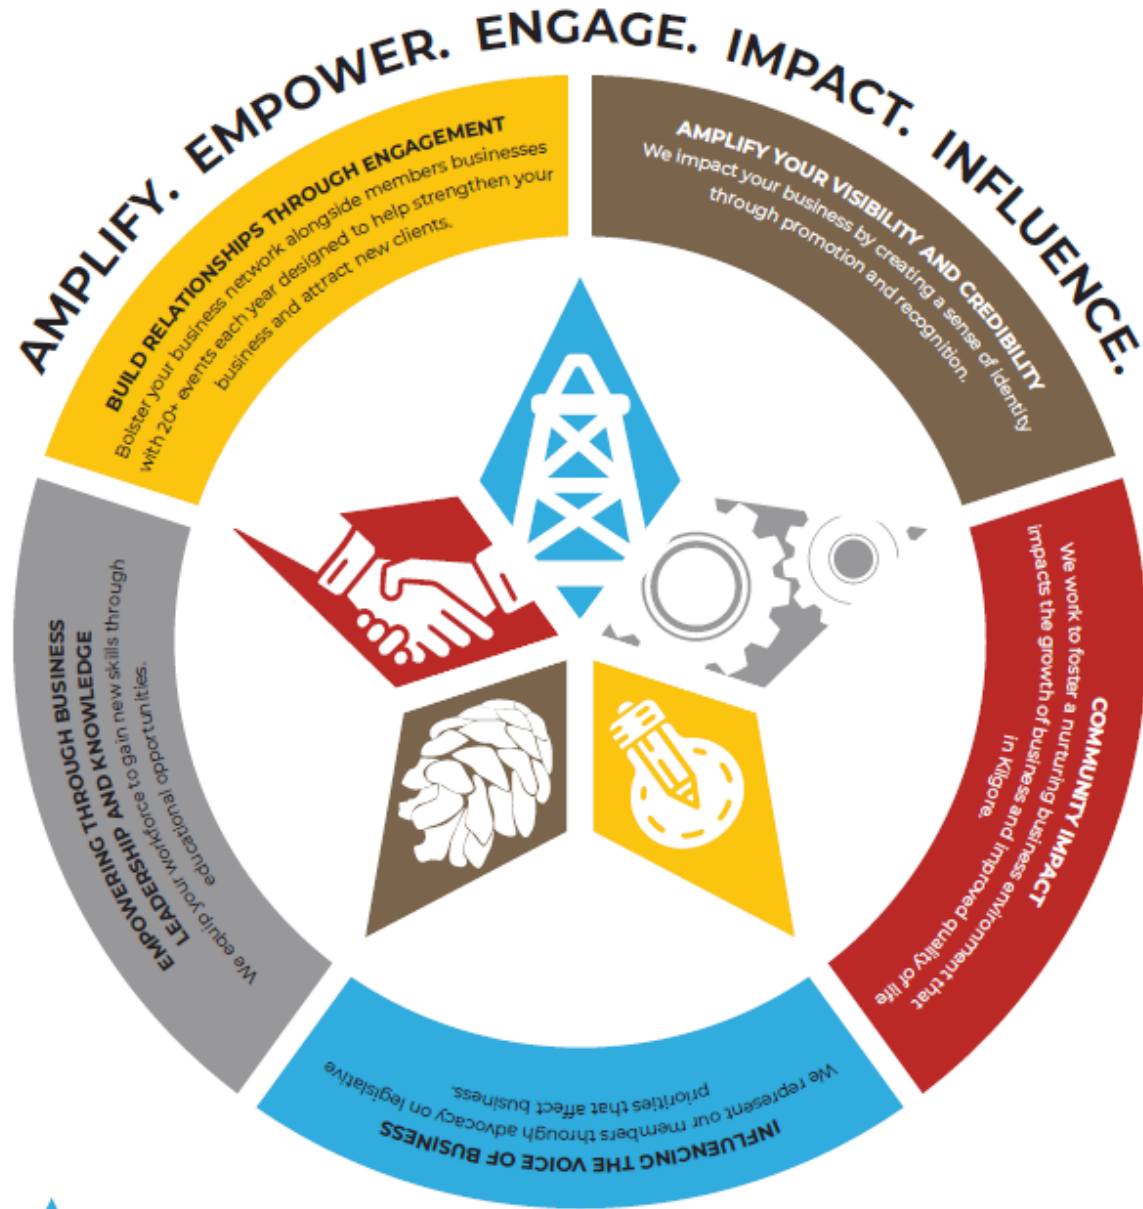 AMPLIFY. EMPOWER. ENGAGE. IMPACT. INFLUENCE.
BUILD RELATIONSHIPS THROUGH ENGAGEMENT
Bolster your business network alongside members businesses
with 20+ events each year designed to help strengthen your
business and attract new clients.
AMPLIFY YOUR VISIBILITY AND CREDIBILITY
We impact your business by creating a sense of identity
through promotion and recognition.
COMMUNITY IMPACT
We work to foster a nurturing business environment that
impacts the growth of business and improved quality of life
in Kilgore.
INFLUENCING THE VOICE OF BUSINESS
We represent our members through advocacy on legislative
priorities that affect business.
EMPOWERING THROUGH BUSINESS
LEADERSHIP AND KNOWLEDGE
We equip your workforce to gain new skills through
educational opportunities.